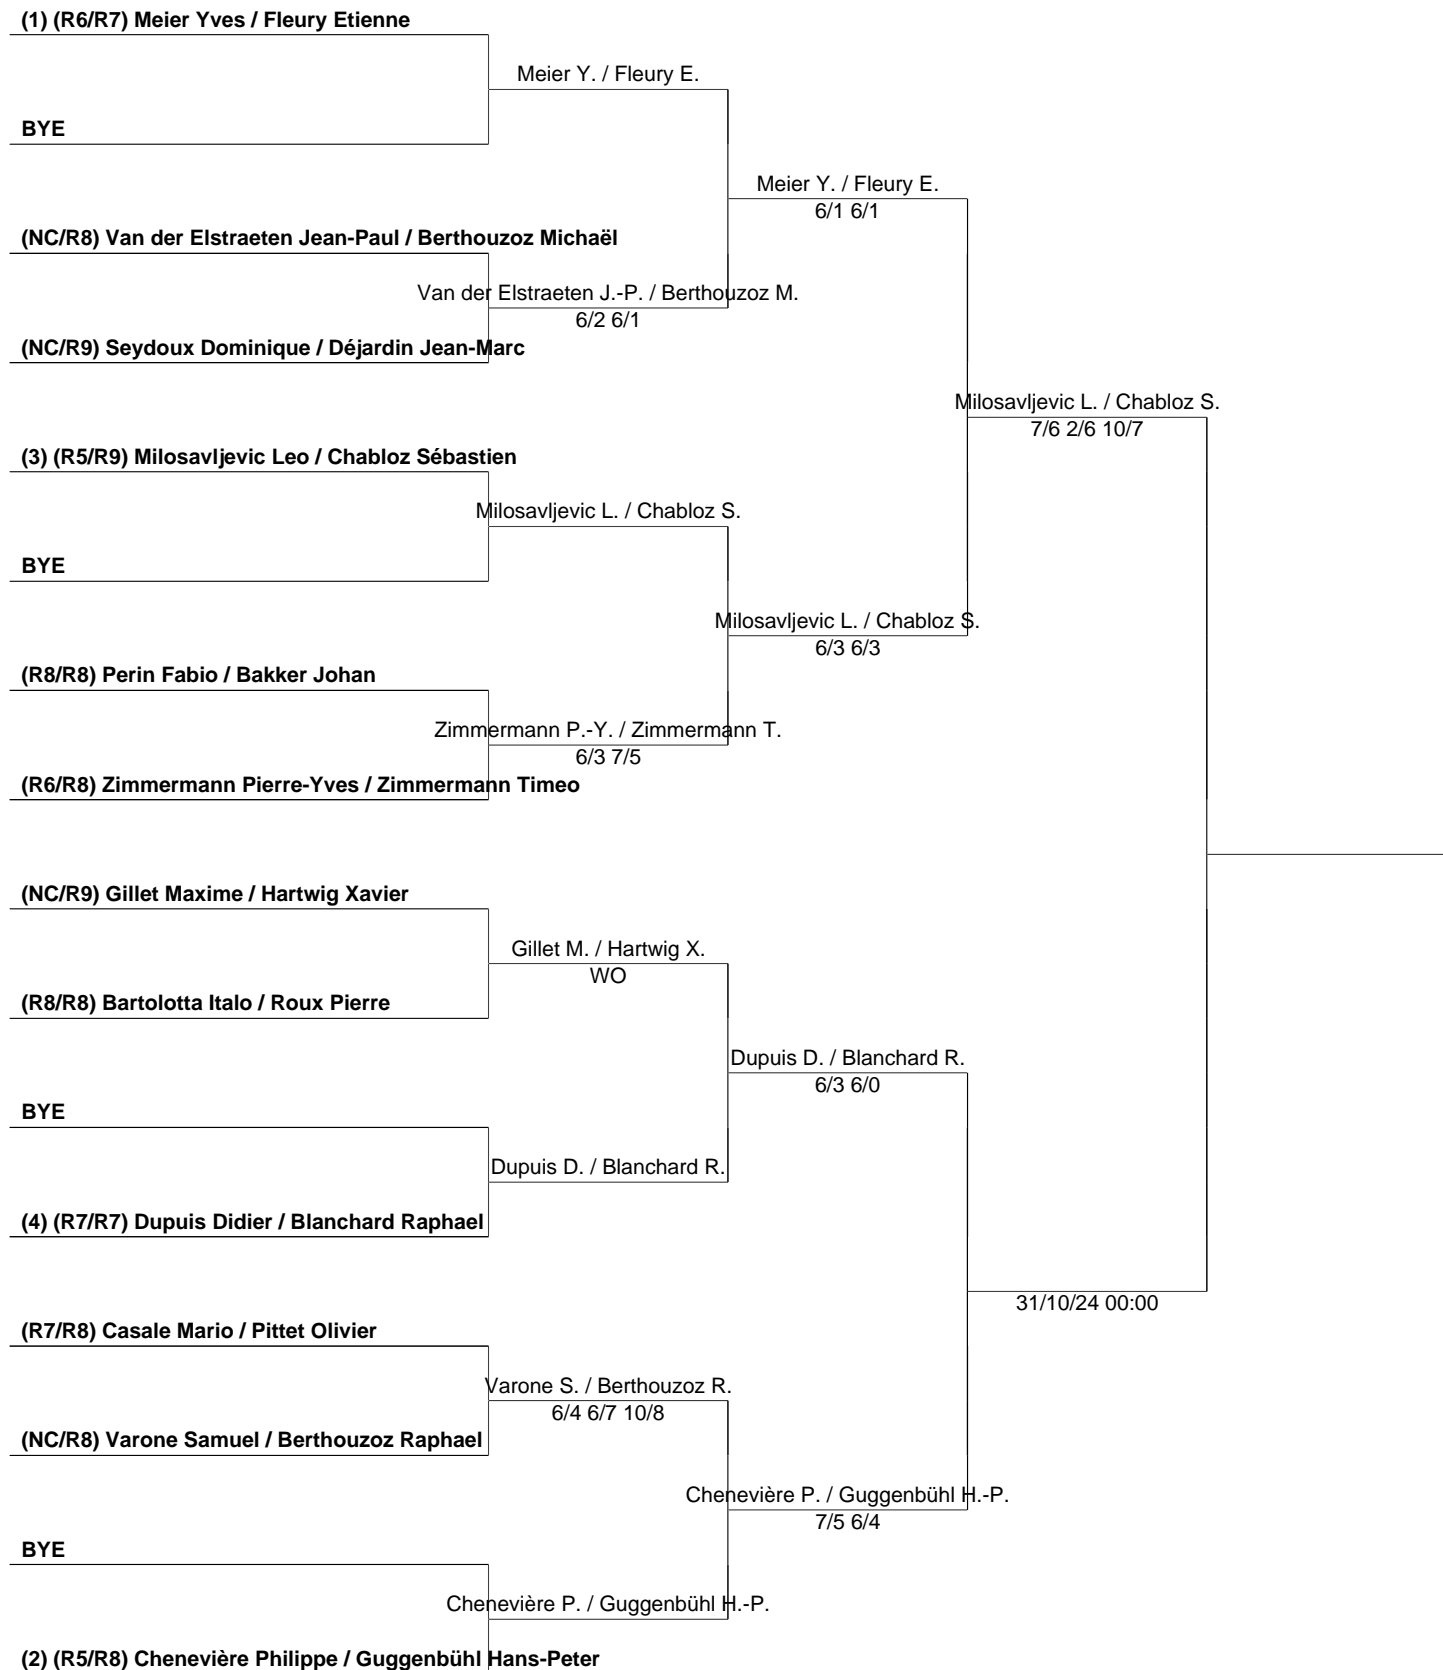 (1) (R6/R7) Meier Yves / Fleury Etienne
Meier Y. / Fleury E.
BYE
Meier Y. / Fleury E.
6/1 6/1
(NC/R8) Van der Elstraeten Jean-Paul / Berthouzoz Michaël
Van der Elstraeten J.-P. / Berthouzoz M.
6/2 6/1
(NC/R9) Seydoux Dominique / Déjardin Jean-Marc
Milosavljevic L. / Chabloz S.
7/6 2/6 10/7
(3) (R5/R9) Milosavljevic Leo / Chabloz Sébastien
Milosavljevic L. / Chabloz S.
BYE
Milosavljevic L. / Chabloz S.
6/3 6/3
(R8/R8) Perin Fabio / Bakker Johan
Zimmermann P.-Y. / Zimmermann T.
6/3 7/5
(R6/R8) Zimmermann Pierre-Yves / Zimmermann Timeo
(NC/R9) Gillet Maxime / Hartwig Xavier
Gillet M. / Hartwig X.
WO
(R8/R8) Bartolotta Italo / Roux Pierre
Dupuis D. / Blanchard R.
6/3 6/0
BYE
Dupuis D. / Blanchard R.
(4) (R7/R7) Dupuis Didier / Blanchard Raphael
31/10/24 00:00
(R7/R8) Casale Mario / Pittet Olivier
Varone S. / Berthouzoz R.
6/4 6/7 10/8
(NC/R8) Varone Samuel / Berthouzoz Raphael
Chenevière P. / Guggenbühl H.-P.
7/5 6/4
BYE
Chenevière P. / Guggenbühl H.-P.
(2) (R5/R8) Chenevière Philippe / Guggenbühl Hans-Peter